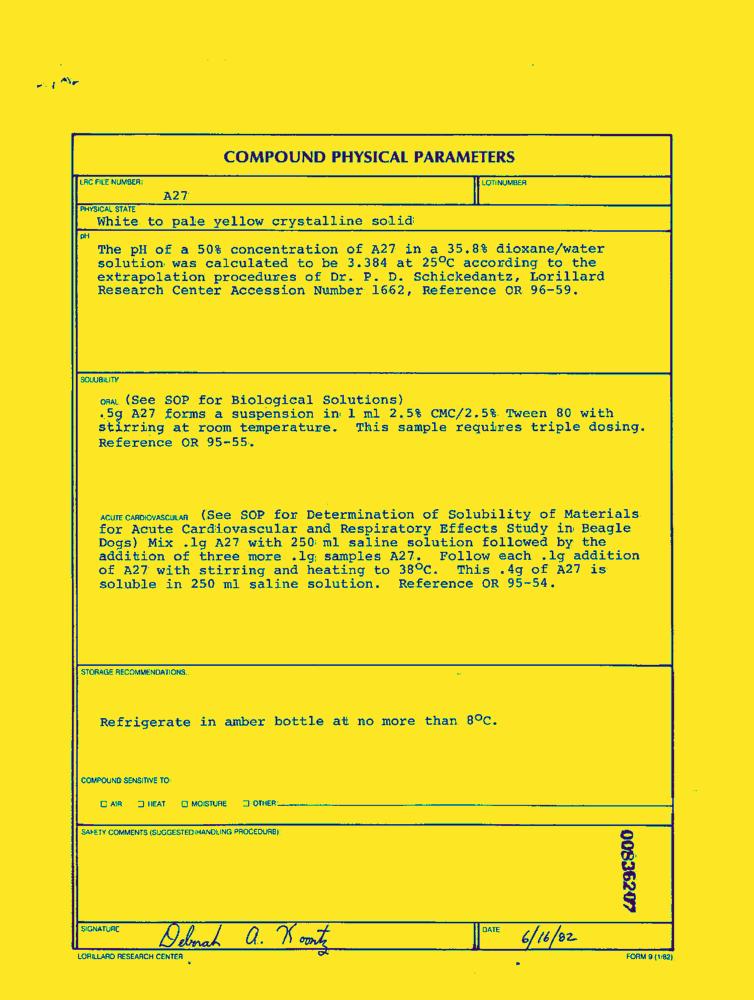 COMPOUND PHYSICAL PARAMETERS
LRC FILE NUMBER:
A27
LOT NUMBER
PHYSICAL STATE
White to pale yellow crystalline solid
pH
The pH of a 50% concentration of A27 in a 35.8% dioxane/water
solution was calculated to be 3.384 at 25°C according to the
extrapolation procedures of Dr. P. D. Schickedantz, Lorillard
Research Center Accession Number 1662, Reference OR 96-59.
SOLUBILITY
ORAL (See SOP for Biological Solutions)
.5g A27 forms a suspension in 1 ml 2.5% CMC/2.5% Tween 80 with
stirring at room temperature. This sample requires triple dosing.
Reference OR 95-55.
ACUTE CARDIOVASCULAR (See SOP for Determination of Solubility of Materials
for Acute Cardiovascular and Respiratory Effects Study in Beagle
Dogs) Mix .1g A27 with 250 ml saline solution followed by the
addition of three more .1g samples A27. Follow each .1g addition
of A27 with stirring and heating to 38°C. This .4g of A27 is
soluble in 250 ml saline solution. Reference OR 95-54.
STORAGE RECOMMENDATIONS.
Refrigerate in amber bottle at no more than 8°C.
COMPOUND SENSITIVE TO
☐ AIR ☐ HEAT ☐ MOISTURE ☐ OTHER
SAFETY COMMENTS (SUGGESTED HANDLING PROCEDURE)
00836207
SIGNATURE
Deborah A. Koontz
DATE
6/16/82
LORILLARD RESEARCH CENTER
FORM 9 (1/82)